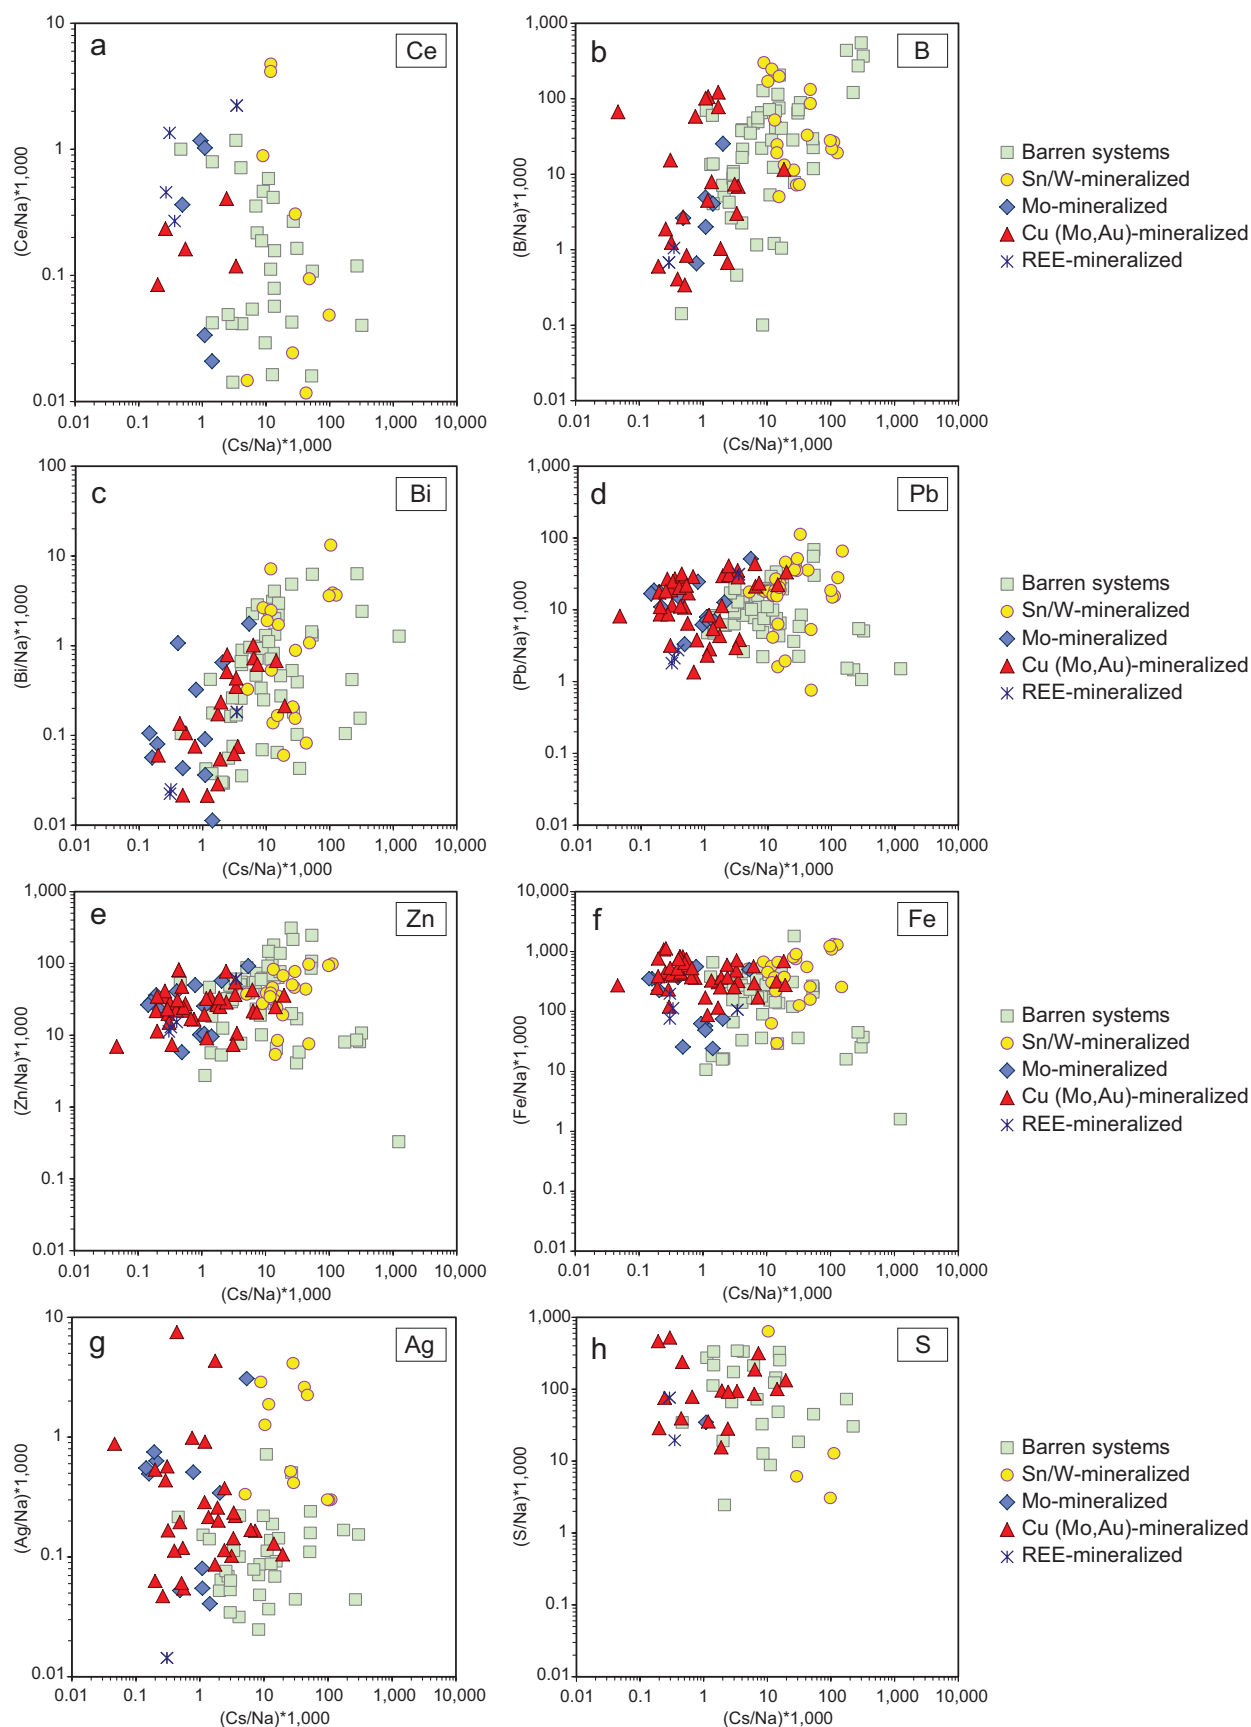 a
Ce
10
1
0.1
0.01
(Ce/Na)*1,000
0.01 0.1 1 10 100 1,000 10,000
(Cs/Na)*1,000
b
B
1,000
100
10
1
0.1
0.01
(B/Na)*1,000
0.01 0.1 1 10 100 1,000 10,000
(Cs/Na)*1,000
Barren systems
Sn/W-mineralized
Mo-mineralized
Cu (Mo,Au)-mineralized
REE-mineralized
c
Bi
100
10
1
0.1
0.01
(Bi/Na)*1,000
0.01 0.1 1 10 100 1,000 10,000
(Cs/Na)*1,000
d
Pb
1,000
100
10
1
0.1
0.01
(Pb/Na)*1,000
0.01 0.1 1 10 100 1,000 10,000
(Cs/Na)*1,000
Barren systems
Sn/W-mineralized
Mo-mineralized
Cu (Mo,Au)-mineralized
REE-mineralized
e
Zn
1,000
100
10
1
0.1
0.01
(Zn/Na)*1,000
0.01 0.1 1 10 100 1,000 10,000
(Cs/Na)*1,000
f
Fe
10,000
1,000
100
10
1
0.1
0.01
(Fe/Na)*1,000
0.01 0.1 1 10 100 1,000 10,000
(Cs/Na)*1,000
Barren systems
Sn/W-mineralized
Mo-mineralized
Cu (Mo,Au)-mineralized
REE-mineralized
g
Ag
10
1
0.1
0.01
(Ag/Na)*1,000
0.01 0.1 1 10 100 1,000 10,000
(Cs/Na)*1,000
h
S
1,000
100
10
1
0.1
0.01
(S/Na)*1,000
0.01 0.1 1 10 100 1,000 10,000
(Cs/Na)*1,000
Barren systems
Sn/W-mineralized
Mo-mineralized
Cu (Mo,Au)-mineralized
REE-mineralized